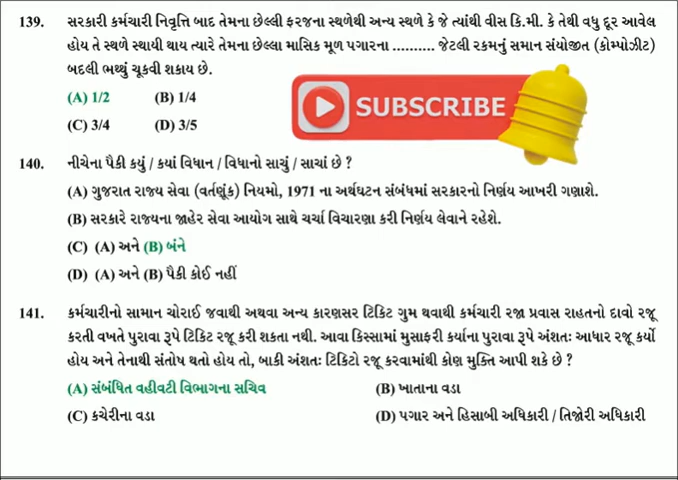 139. સરકારી કર્મચારી નિવૃત્તિ બાદ તેમના છેલ્લી ફરજના સ્થળેથી અન્ય સ્થળે કે જે ત્યાંથી વીસ કિ.મી. કે તેથી વધુ દૂર આવેલ
હોય તે સ્થળે સ્થાયી થાય ત્યારે તેમના છેલ્લા માસિક મૂળ પગારના .......... જેટલી રકમનું સમાન સંયોજીત (કોમ્પોઝીટ)
બદલી ભથ્થું ચૂકવી શકાય છે.
(A) 1/2 (B) 1/4
(C) 3/4 (D) 3/5
SUBSCRIBE
140. નીચેના પૈકી કયું / કયાં વિધાન / વિધાનો સાચું / સાચાં છે ?
(A) ગુજરાત રાજ્ય સેવા (વર્તણૂંક) નિયમો, 1971 ના અર્થઘટન સંબંધમાં સરકારનો નિર્ણય આખરી ગણાશે.
(B) સરકારે રાજ્યના જાહેર સેવા આયોગ સાથે ચર્ચા વિચારણા કરી નિર્ણય લેવાને રહેશે.
(C) (A) અને (B) બંને
(D) (A) અને (B) પૈકી કોઈ નહીં
141. કર્મચારીનો સામાન ચોરાઈ જવાથી અથવા અન્ય કારણસર ટિકિટ ગુમ થવાથી કર્મચારી રજા પ્રવાસ રાહતનો દાવો રજૂ
કરતી વખતે પુરાવા રૂપે ટિકિટ રજૂ કરી શકતા નથી. આવા કિસ્સામાં મુસાફરી કર્યાના પુરાવા રૂપે અંશતઃ આધાર રજૂ કર્યો
હોય અને તેનાથી સંતોષ થતો હોય તો, બાકી અંશતઃ ટિકિટો રજૂ કરવામાંથી કોણ મુક્તિ આપી શકે છે ?
(A) સંબંધિત વહીવટી વિભાગના સચિવ (B) ખાતાના વડા
(C) કચેરીના વડા (D) પગાર અને હિસાબી અધિકારી / તિજોરી અધિકારી